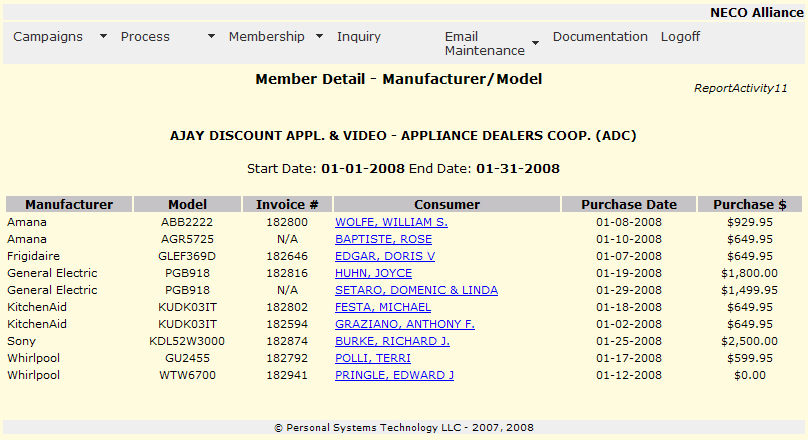 NECO Alliance
Campaigns Process Membership Inquiry Email Maintenance Documentation Logoff
Member Detail - Manufacturer/Model
ReportActivity11
AJAY DISCOUNT APPL. & VIDEO - APPLIANCE DEALERS COOP. (ADC)
Start Date: 01-01-2008 End Date: 01-31-2008
Manufacturer Model Invoice # Consumer Purchase Date Purchase $
Amana ABB2222 182800 WOLFE, WILLIAM S. 01-08-2008 $929.95
Amana AGR5725 N/A BAPTISTE, ROSE 01-10-2008 $649.95
Frigidaire GLEF369D 182646 EDGAR, DORIS V 01-07-2008 $649.95
General Electric PGB918 182816 HUHN, JOYCE 01-19-2008 $1,800.00
General Electric PGB918 N/A SETARO, DOMENIC & LINDA 01-29-2008 $1,499.95
KitchenAid KUDK03IT 182802 FESTA, MICHAEL 01-18-2008 $649.95
KitchenAid KUDK03IT 182594 GRAZIANO, ANTHONY F. 01-02-2008 $649.95
Sony KDL52W3000 182874 BURKE, RICHARD J. 01-25-2008 $2,500.00
Whirlpool GU2455 182792 POLLI, TERRI 01-17-2008 $599.95
Whirlpool WTW6700 182941 PRINGLE, EDWARD J 01-12-2008 $0.00
© Personal Systems Technology LLC - 2007, 2008